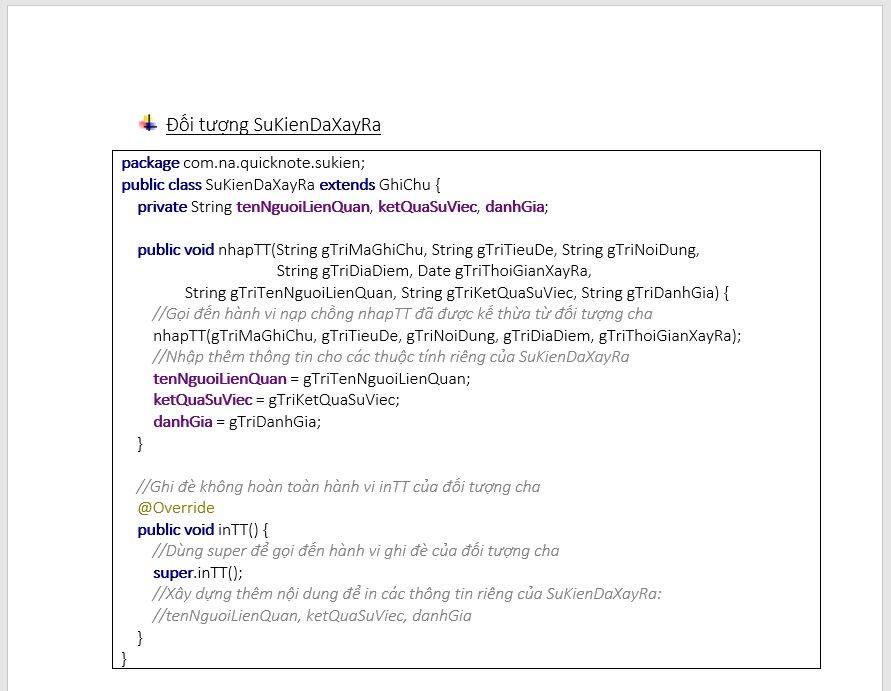 Đối tượng SuKienDaXayRa
package com.na.quicknote.sukien;
public class SuKienDaXayRa extends GhiChu {
private String tenNguoiLienQuan, ketQuaSuViec, danhGia;
public void nhapTT(String gTriMaGhiChu, String gTriTieuDe, String gTriNoiDung,
String gTriDiaDiem, Date gTriThoiGianXayRa,
String gTriTenNguoiLienQuan, String gTriKetQuaSuViec, String gTriDanhGia) {
//Gọi đến hành vi nạp chồng nhapTT đã được kế thừa từ đối tượng cha
nhapTT(gTriMaGhiChu, gTriTieuDe, gTriNoiDung, gTriDiaDiem, gTriThoiGianXayRa);
//Nhập thêm thông tin cho các thuộc tính riêng của SuKienDaXayRa
tenNguoiLienQuan = gTriTenNguoiLienQuan;
ketQuaSuViec = gTriKetQuaSuViec;
danhGia = gTriDanhGia;
}
//Ghi đè không hoàn toàn hành vi inTT của đối tượng cha
@Override
public void inTT() {
//Dùng super để gọi đến hành vi ghi đè của đối tượng cha
super.inTT();
//Xây dựng thêm nội dung để in các thông tin riêng của SuKienDaXayRa:
//tenNguoiLienQuan, ketQuaSuViec, danhGia
}
}